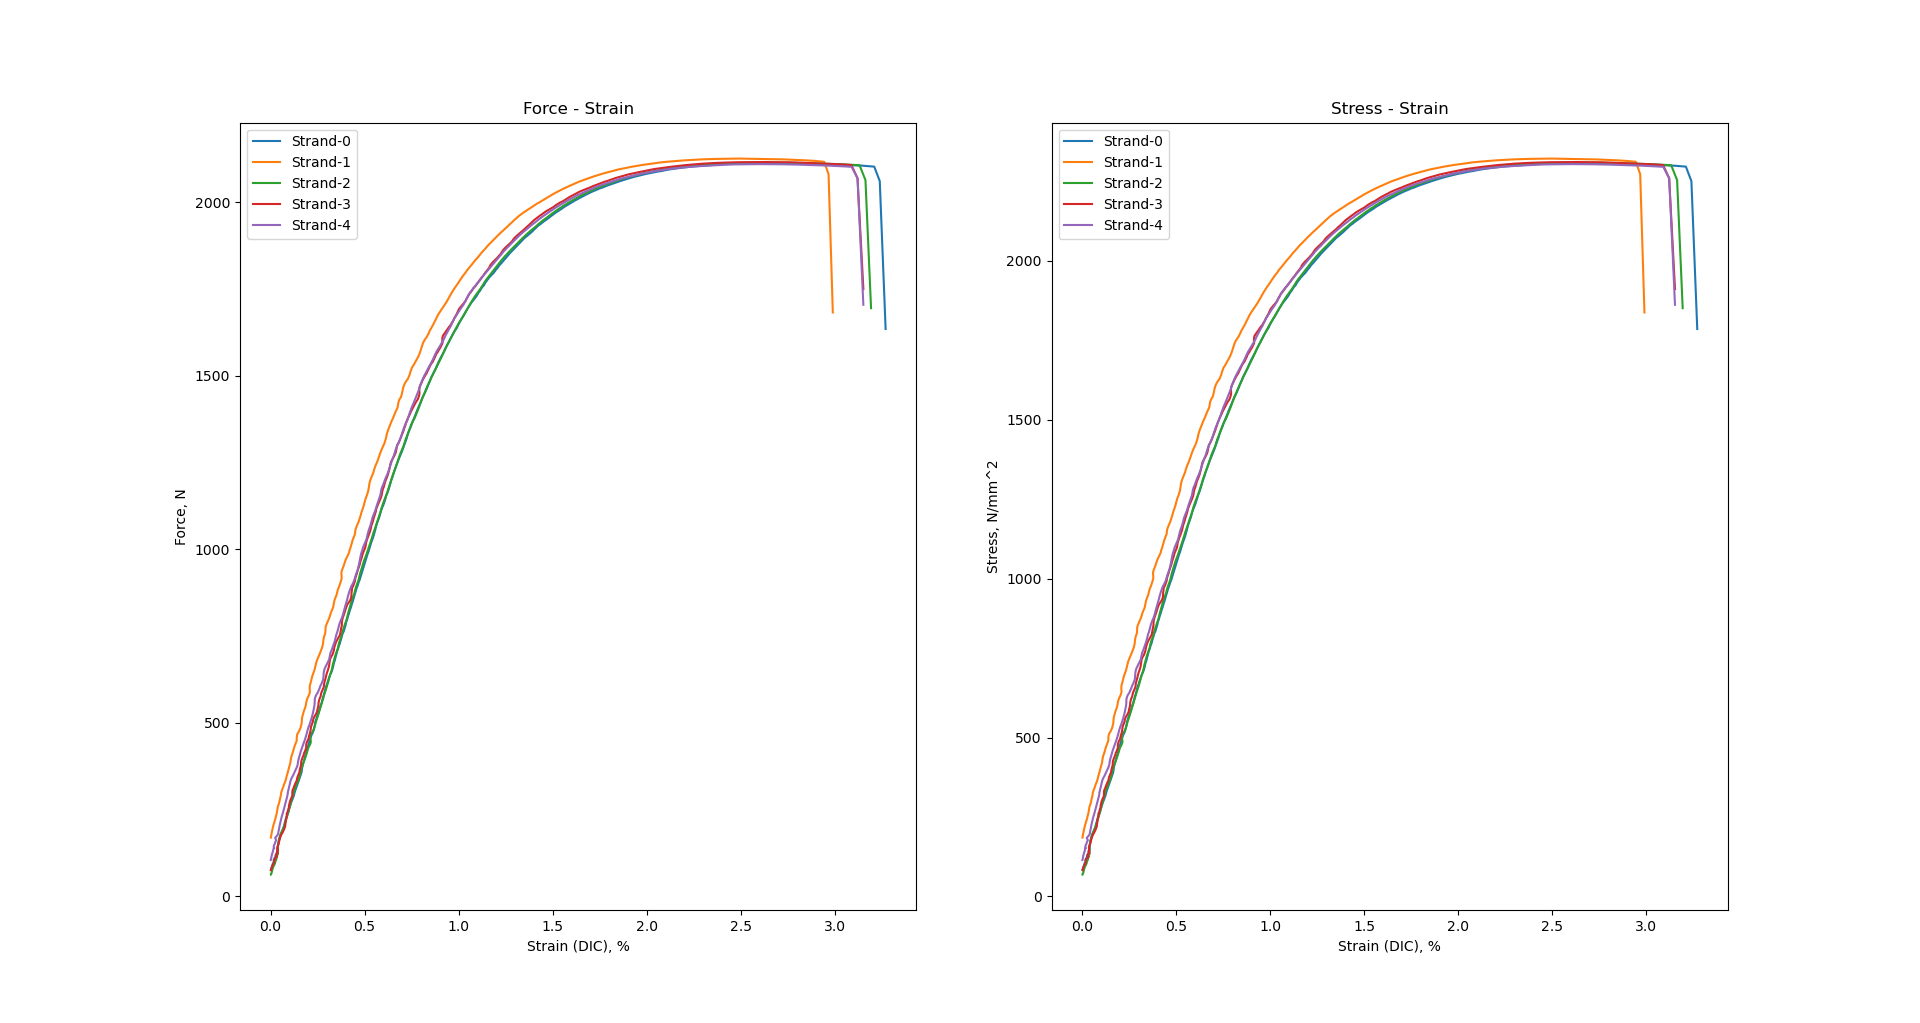 Force - Strain
Strand-0
Strand-1
Strand-2
Strand-3
Strand-4
2000
1500
1000
500
0
Force, N
0.0 0.5 1.0 1.5 2.0 2.5 3.0
Strain (DIC), %
Stress - Strain
Strand-0
Strand-1
Strand-2
Strand-3
Strand-4
2000
1500
1000
500
0
Stress, N/mm^2
0.0 0.5 1.0 1.5 2.0 2.5 3.0
Strain (DIC), %